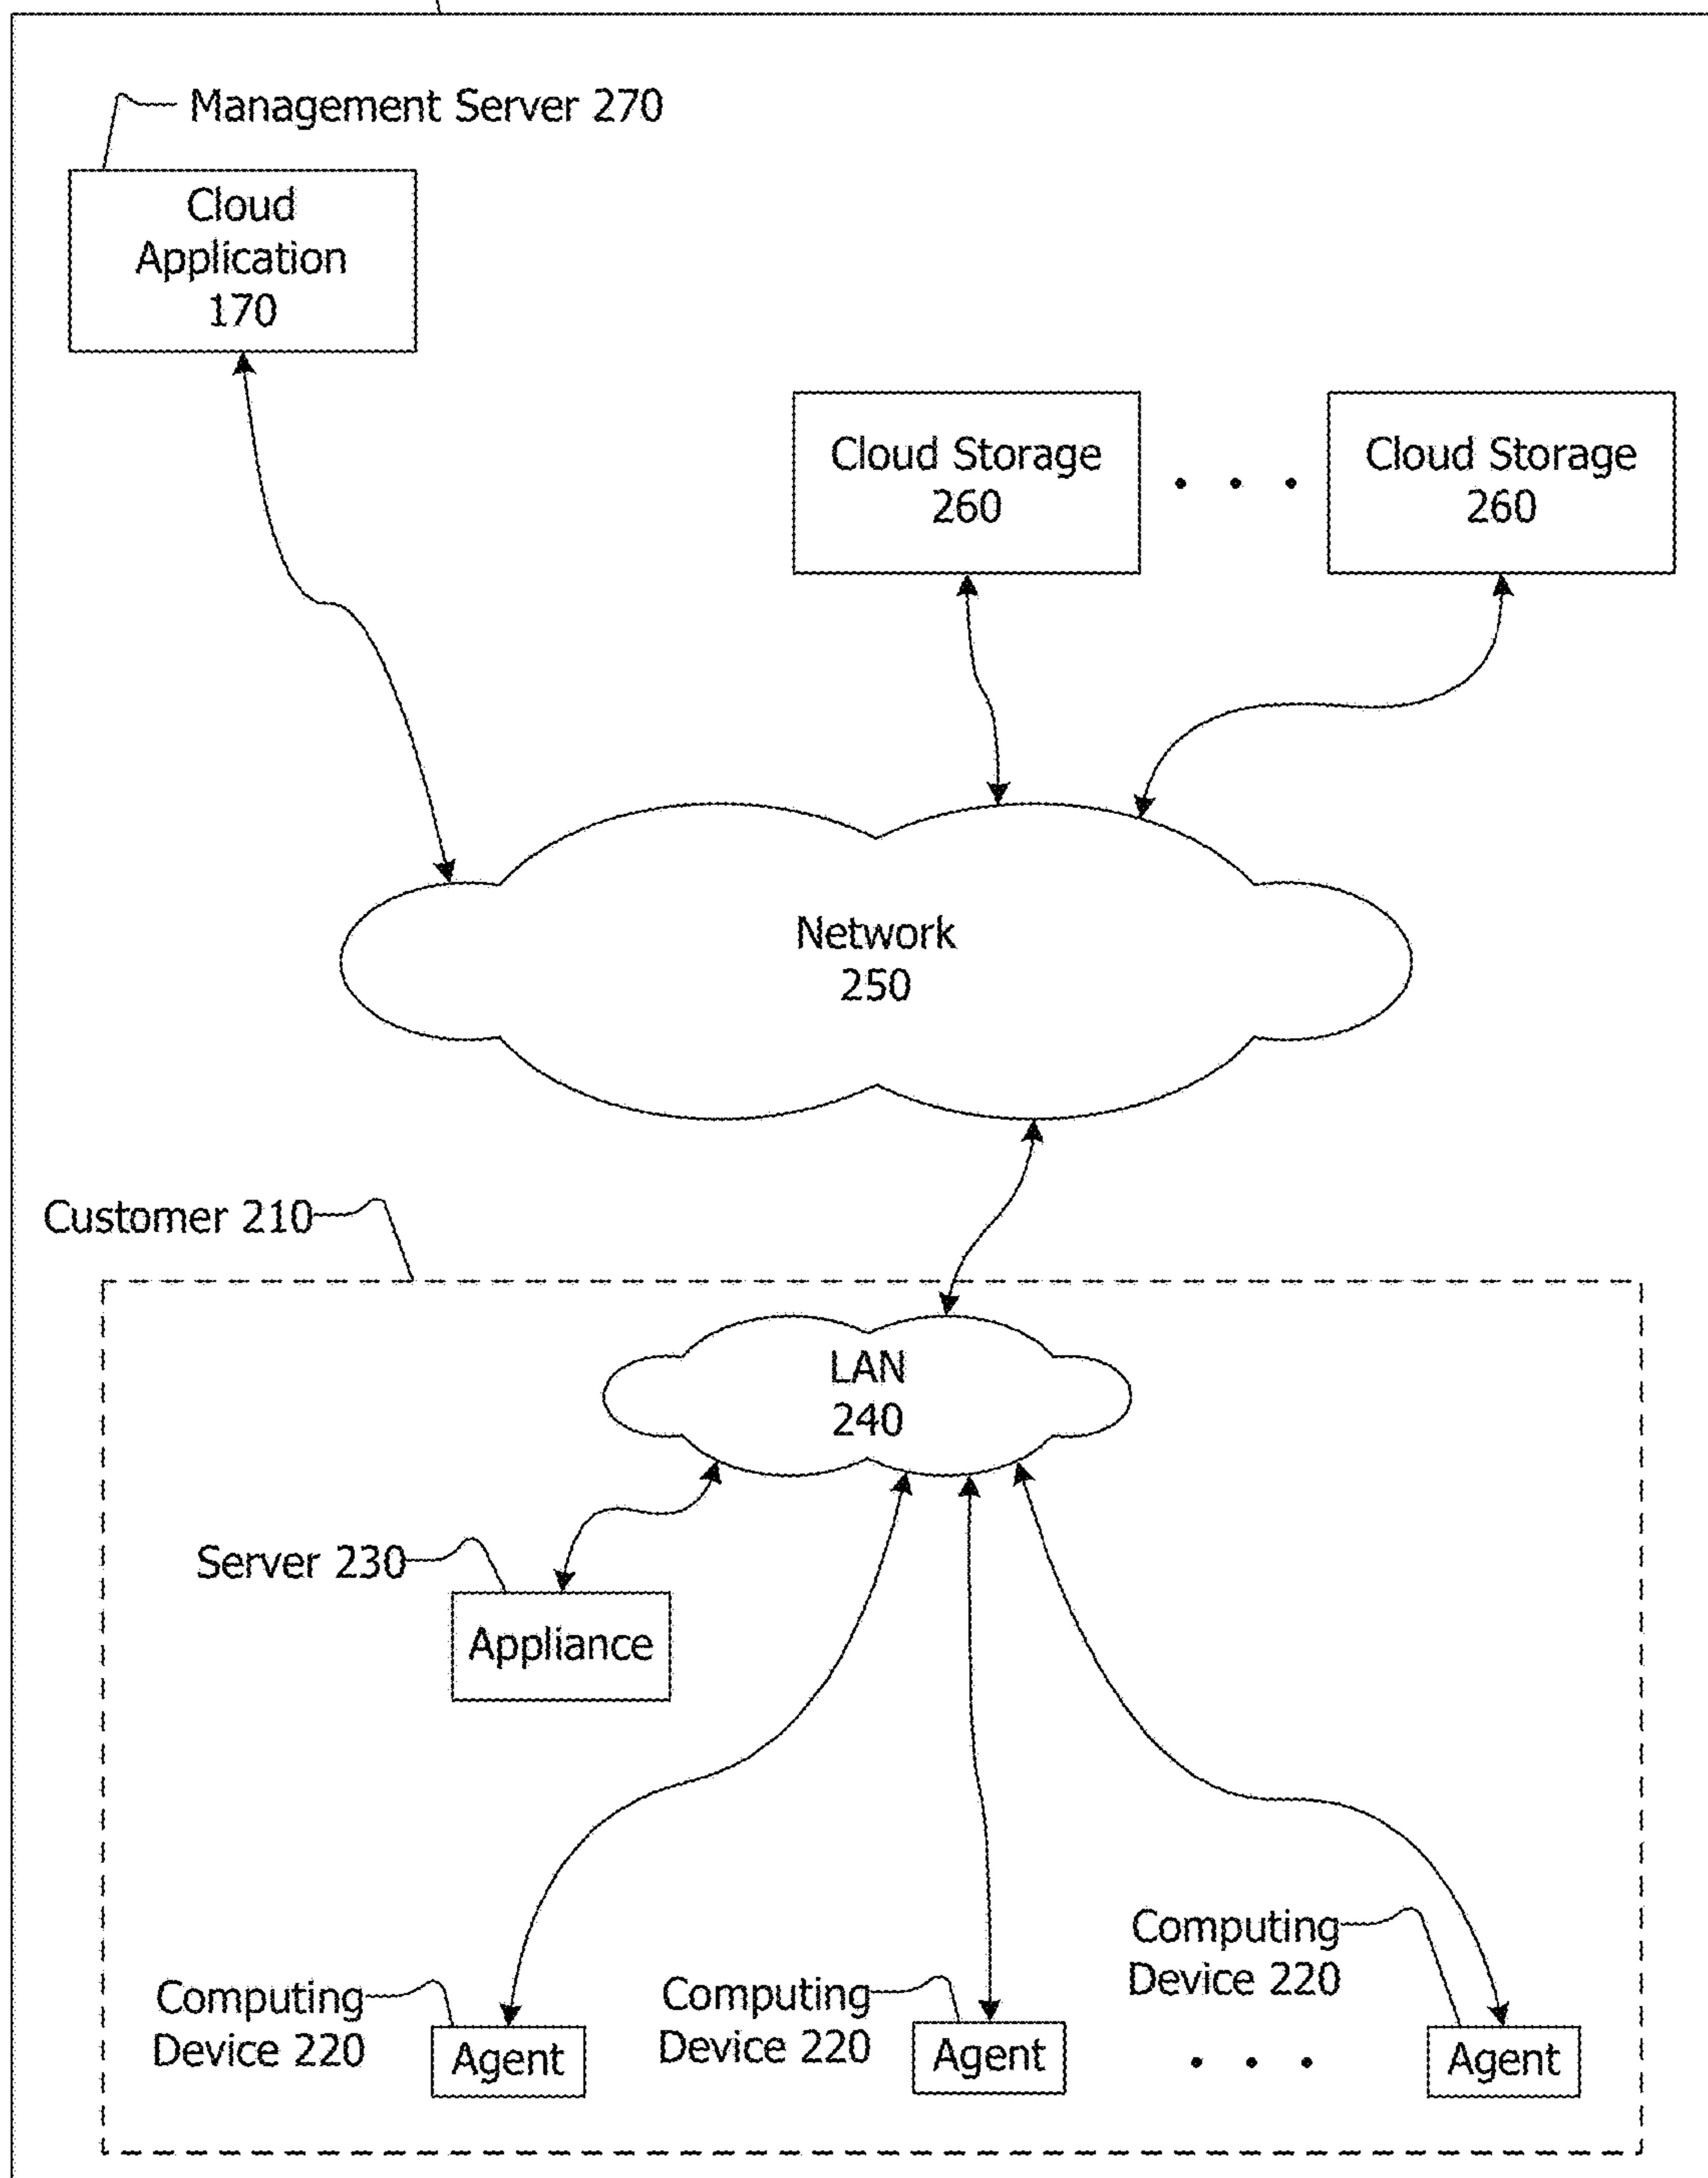 Management Server 270
Cloud
Application
170
Cloud Storage
260
Cloud Storage
260
Network
250
Customer 210
LAN
240
Server 230
Appliance
Computing
Device 220
Agent
Computing
Device 220
Agent
Computing
Device 220
Agent